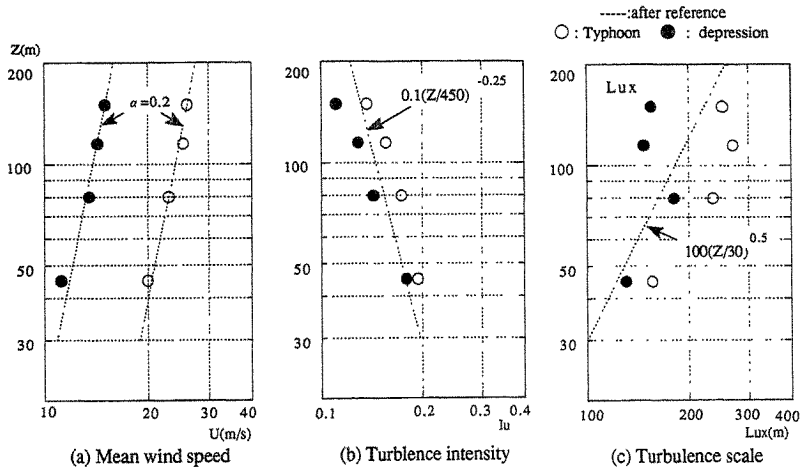 -----:after reference
○ : Typhoon ● : depression
Z(m)
200
100
50
30
α=0.2
10 20 30 40
U(m/s)
(a) Mean wind speed
200
100
50
30
0.1(Z/450)-0.25
0.1 0.2 0.3 0.4
Iu
(b) Turblence intensity
200
100
50
30
Lux
100(Z/30)0.5
100 200 300 400
Lux(m)
(c) Turbulence scale